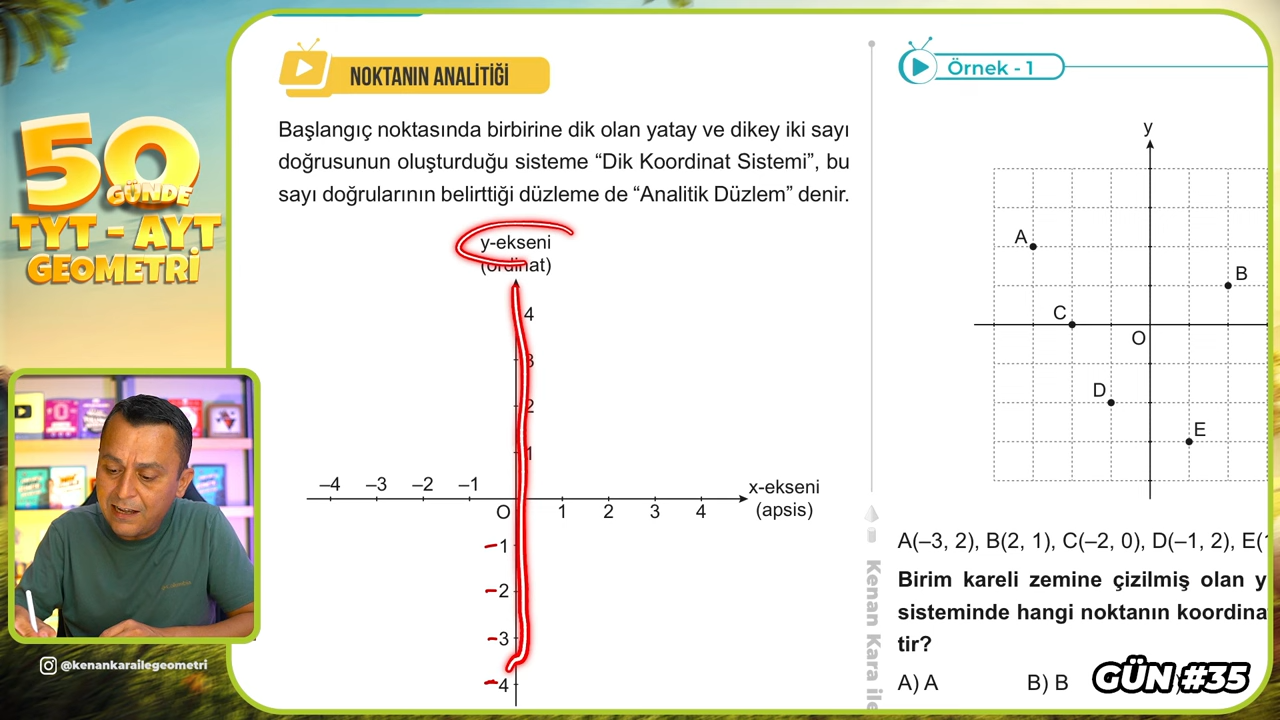 50
GÜNDE
TYT - AYT
GEOMETRİ
@kenankarailegeometri
NOKTANIN ANALİTİĞİ
Başlangıç noktasında birbirine dik olan yatay ve dikey iki sayı
doğrusunun oluşturduğu sisteme “Dik Koordinat Sistemi”, bu
sayı doğrularının belirttiği düzleme de “Analitik Düzlem” denir.
y-ekseni
(ordinat)
4
3
2
1
–4 –3 –2 –1
x-ekseni
O 1 2 3 4 (apsis)
–1
–2
–3
–4
Kenan Kara ile
Örnek - 1
y
A
B
C
O
D
E
A(–3, 2), B(2, 1), C(–2, 0), D(–1, 2), E(
Birim kareli zemine çizilmiş olan y
sisteminde hangi noktanın koordina
tir?
A) A B) B
GÜN #35